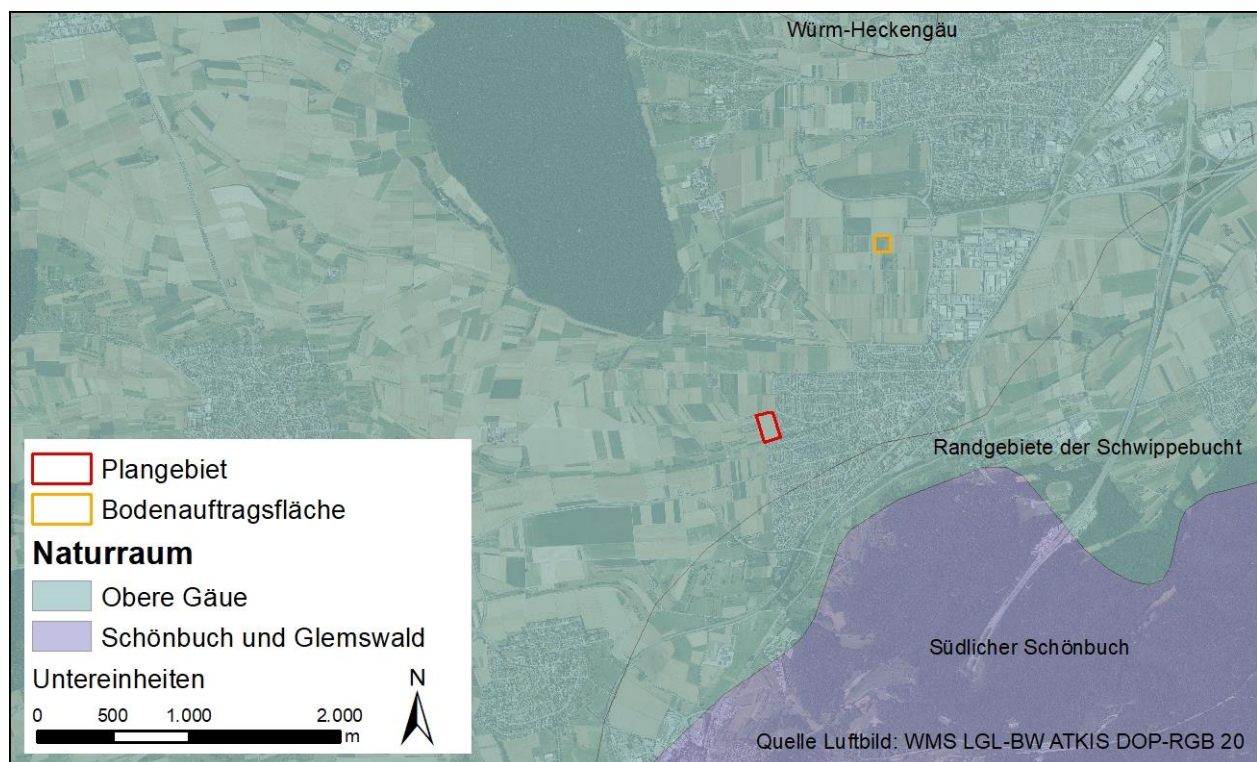 Würm-Heckengäu
Randgebiete der Schwippebucht
Südlicher Schönbuch
Plangebiet
Bodenauftragsfläche
Naturraum
Obere Gäue
Schönbuch und Glemswald
Untereinheiten
N
0 500 1.000 2.000
m
Quelle Luftbild: WMS LGL-BW ATKIS DOP-RGB 20